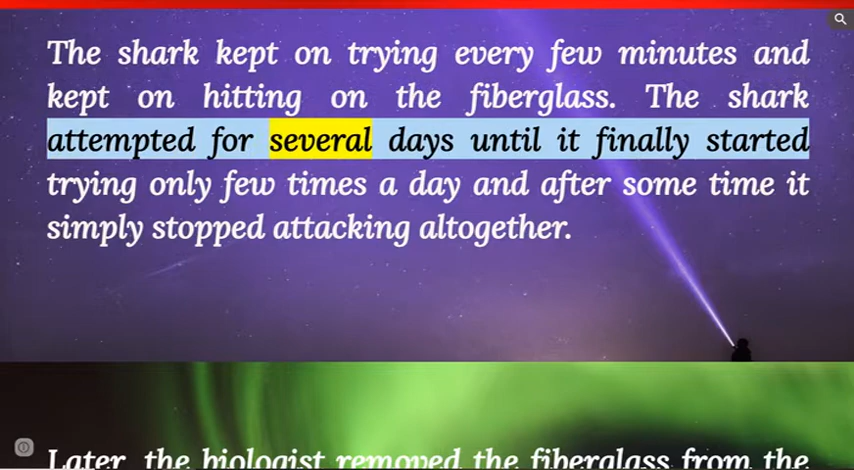 The shark kept on trying every few minutes and
kept on hitting on the fiberglass. The shark
attempted for several days until it finally started
trying only few times a day and after some time it
simply stopped attacking altogether.
Later, the biologist removed the fiberglass from the